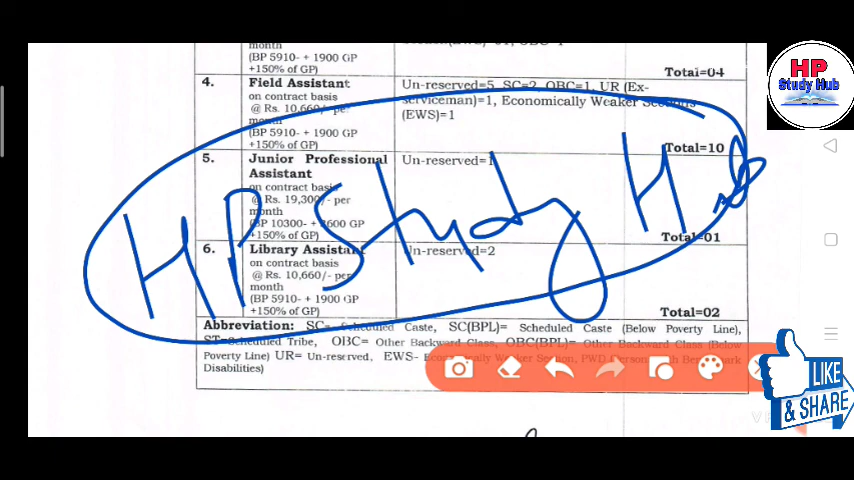 month
(BP 5910- + 1900 GP
+150% of GP)
Total=04
4. Field Assistant
on contract basis
@ Rs. 10,660/- per
month
(BP 5910- + 1900 GP
+150% of GP)
Un-reserved=5, SC=2, OBC=1, UR (Ex-
serviceman)=1, Economically Weaker Sections
(EWS)=1
Total=10
5. Junior Professional
Assistant
on contract basis
@ Rs. 19,300/- per
month
(BP 10300- + 3600 GP
+150% of GP)
Un-reserved=1
Total=01
6. Library Assistant
on contract basis
@ Rs. 10,660/- per
month
(BP 5910- + 1900 GP
+150% of GP)
Un-reserved=2
Total=02
Abbreviation: SC= Scheduled Caste, SC(BPL)= Scheduled Caste (Below Poverty Line),
ST=Scheduled Tribe, OBC= Other Backward Class, OBC(BPL)= Other Backward Class (Below
Poverty Line) UR= Un-reserved, EWS- Economically Weaker Section, PWD
Disabilities)
HP Study Hub
HP
Study Hub
LIKE
& SHARE